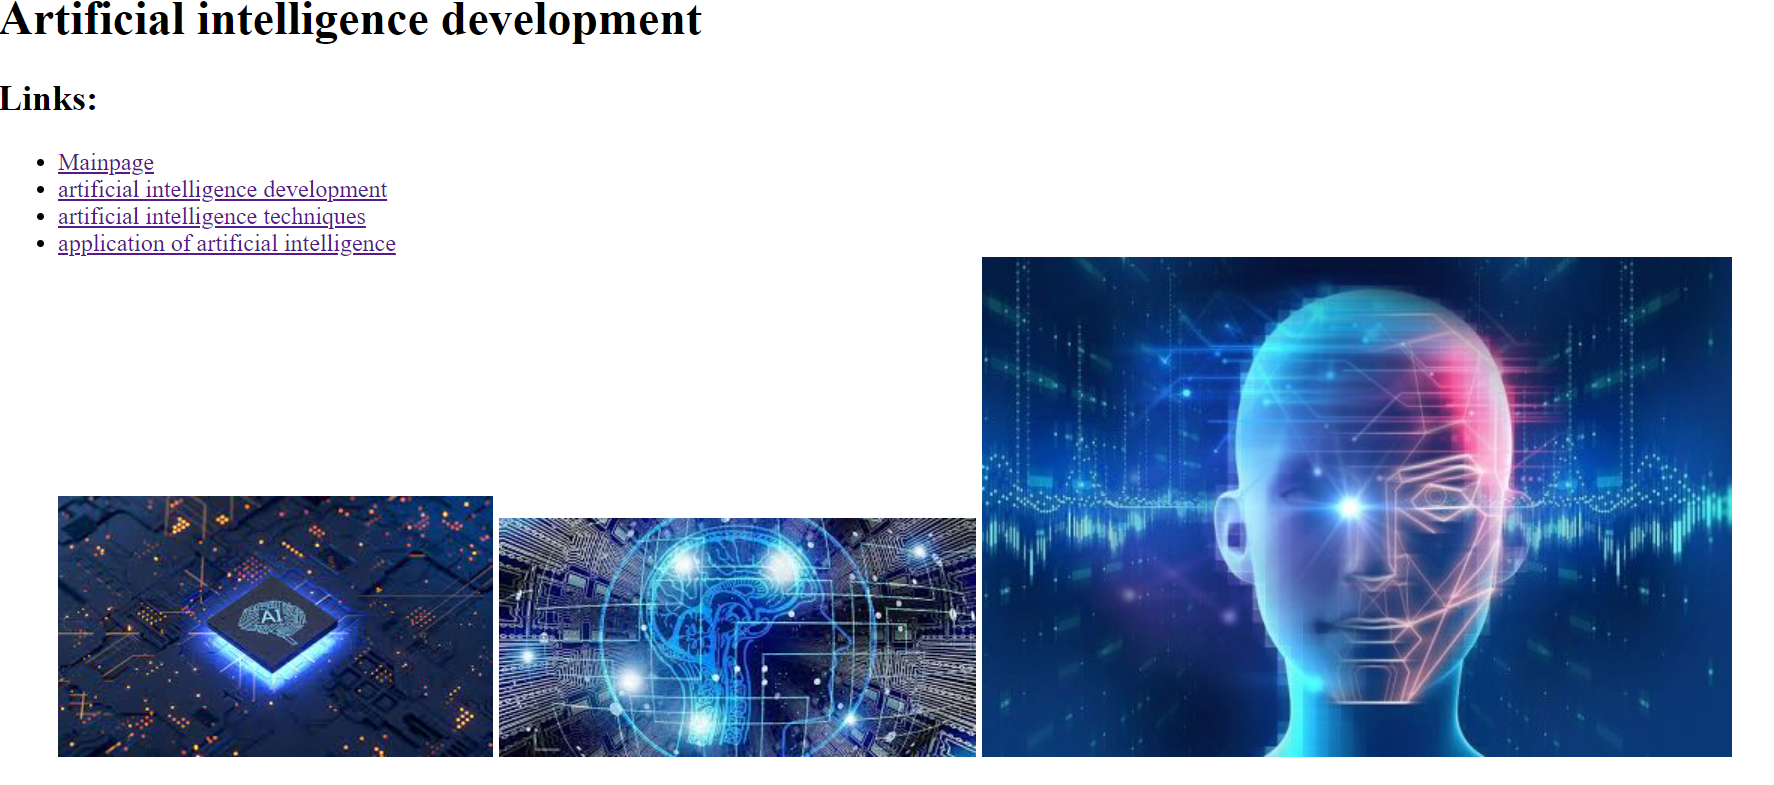 Artificial intelligence development
Links:
Mainpage
artificial intelligence development
artificial intelligence techniques
application of artificial intelligence
AI